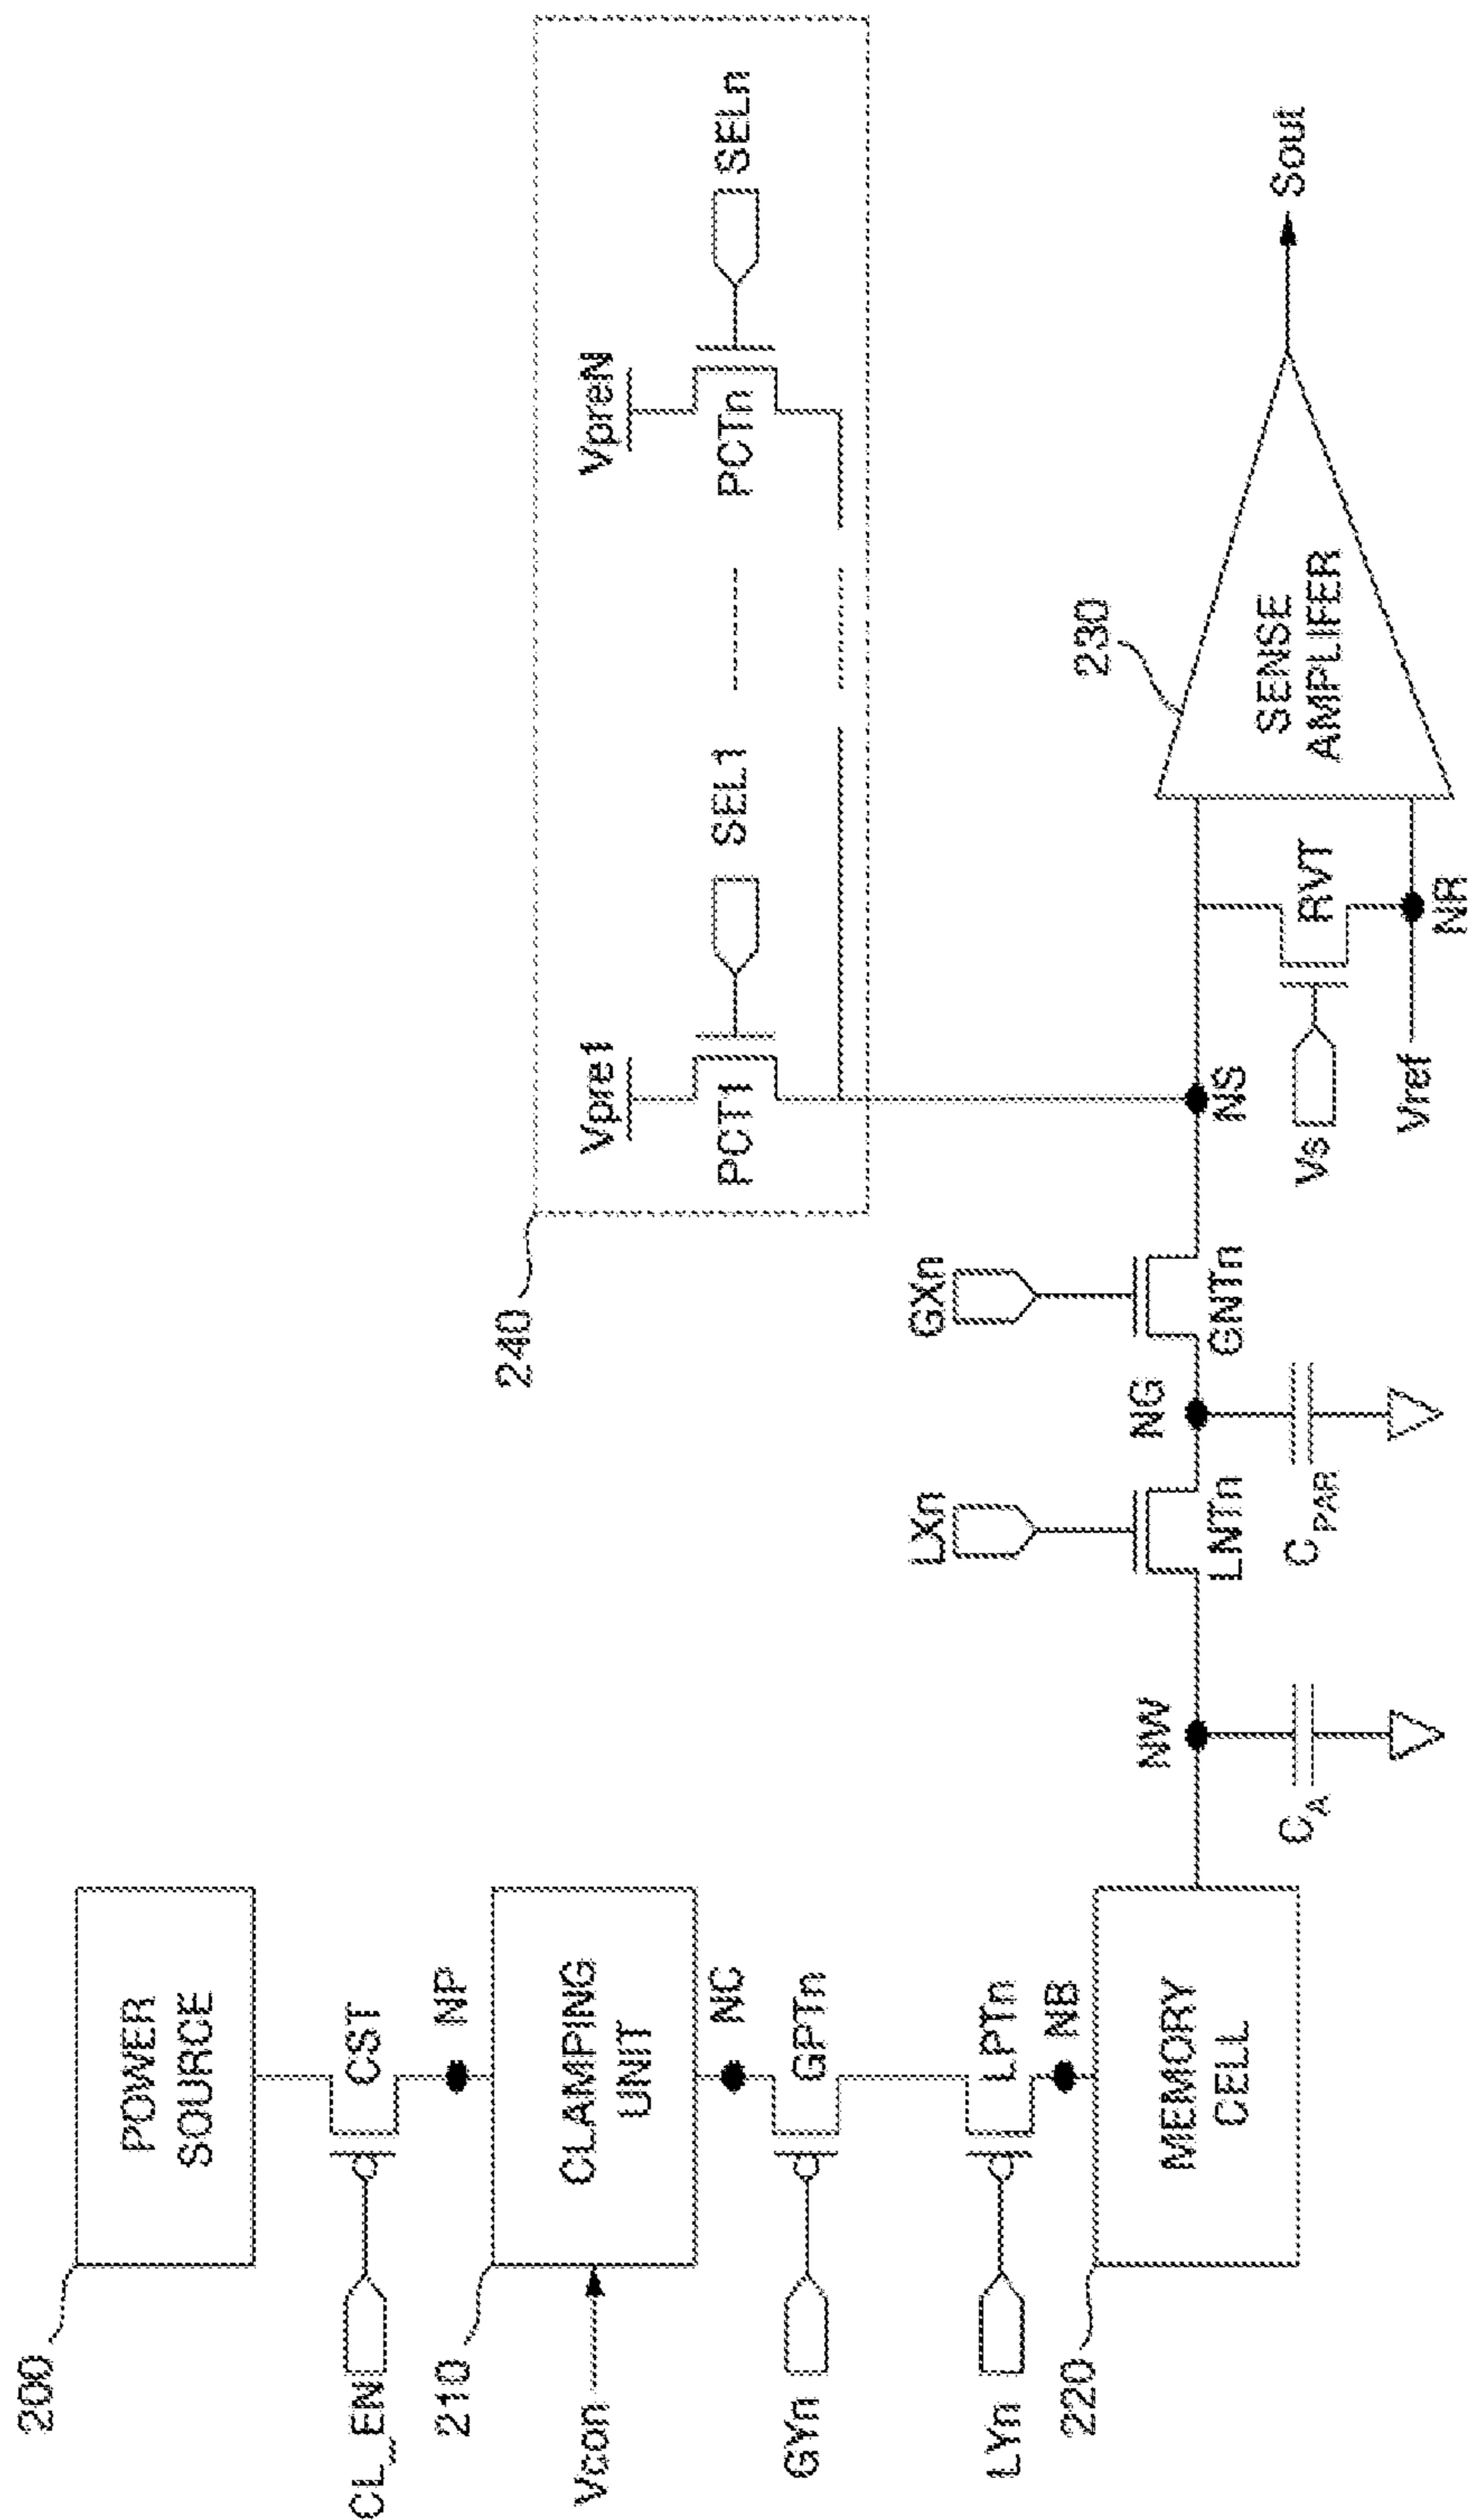 200
POWER
SOURCE
CL_EN
CST
NP
210
CLAMPING
UNIT
Vcon
NC
GYn
GPTn
LYn
LPTn
NB
220
MEMORY
CELL
NW
CA
LXn
LNTn
NG
CPAR
GXn
GNTn
240
Vpre1
PCT1
SEL1
VpreN
PCTn
SELn
NS
Vs
RVT
Vref
NR
230
SENSE
AMPLIFER
Sout